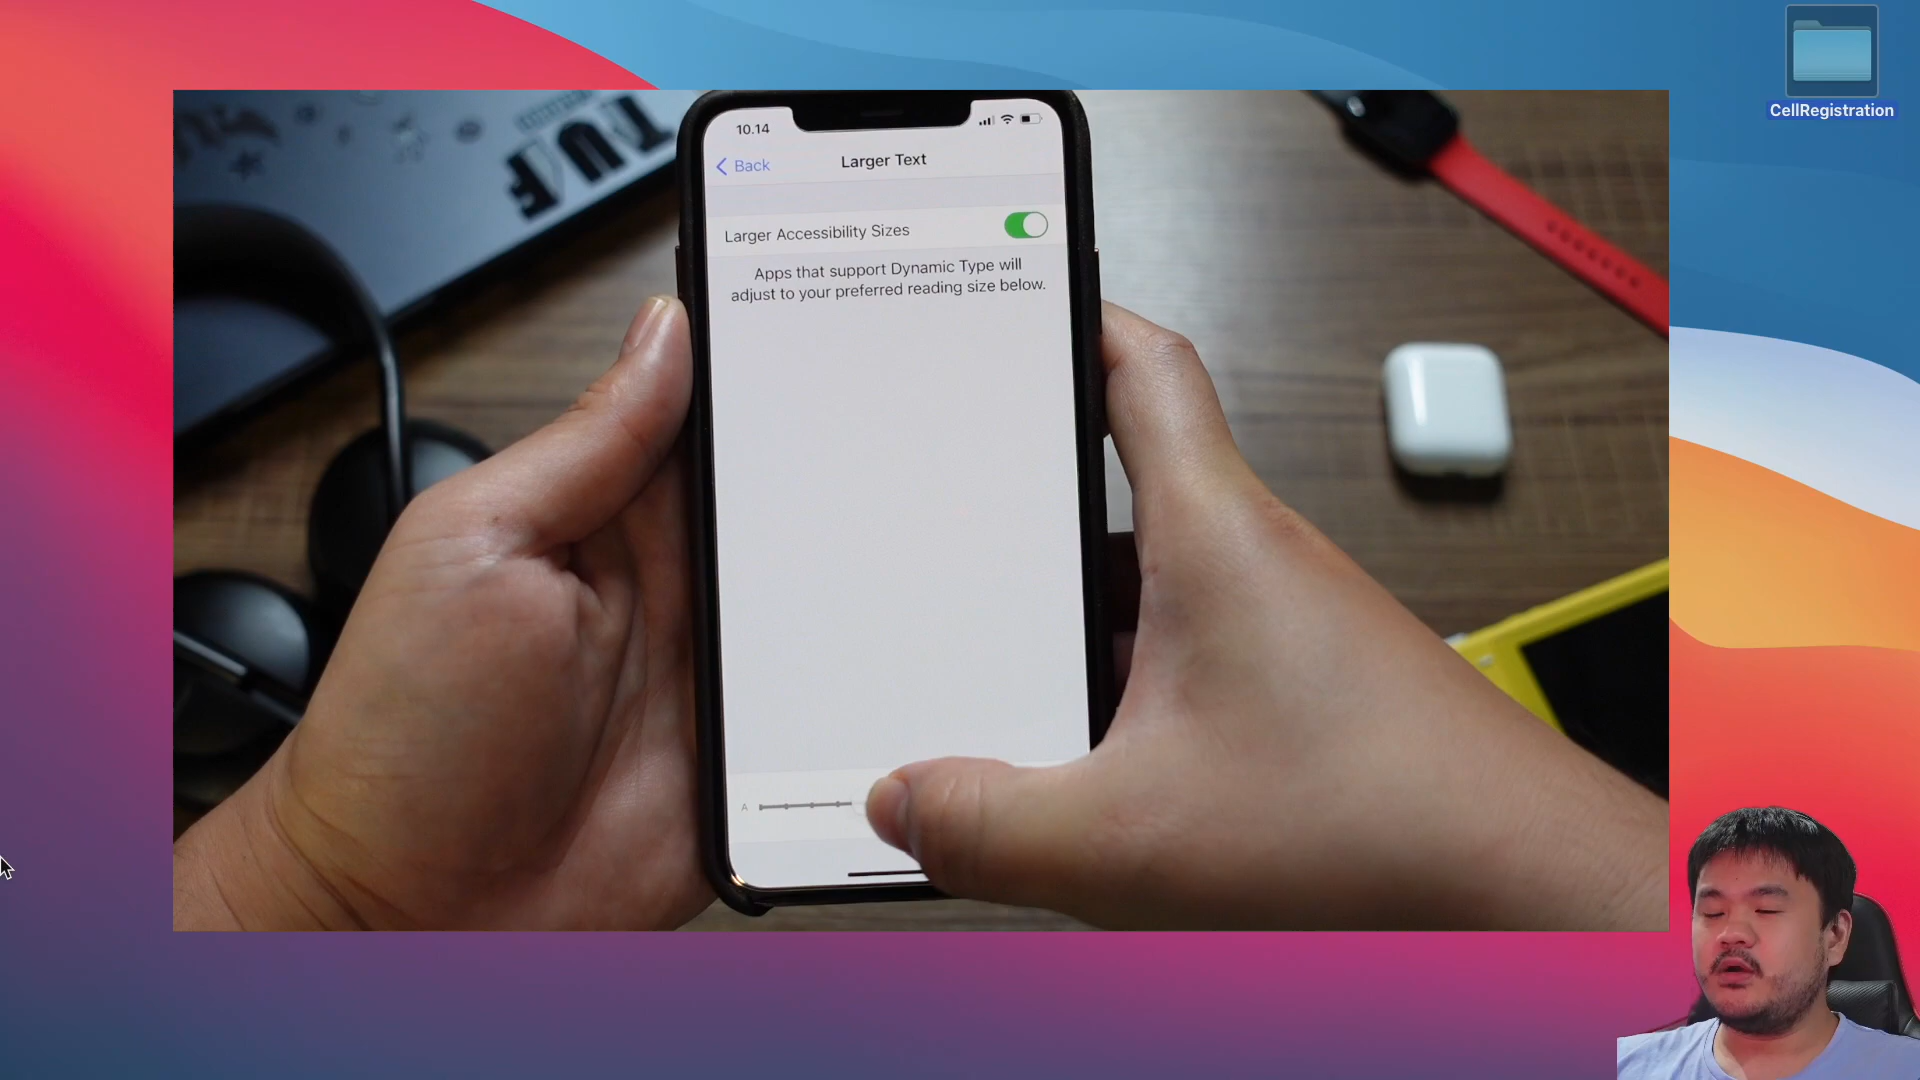 CellRegistration
TUF
10.14
Back
Larger Text
Larger Accessibility Sizes
Apps that support Dynamic Type will
adjust to your preferred reading size below.
A